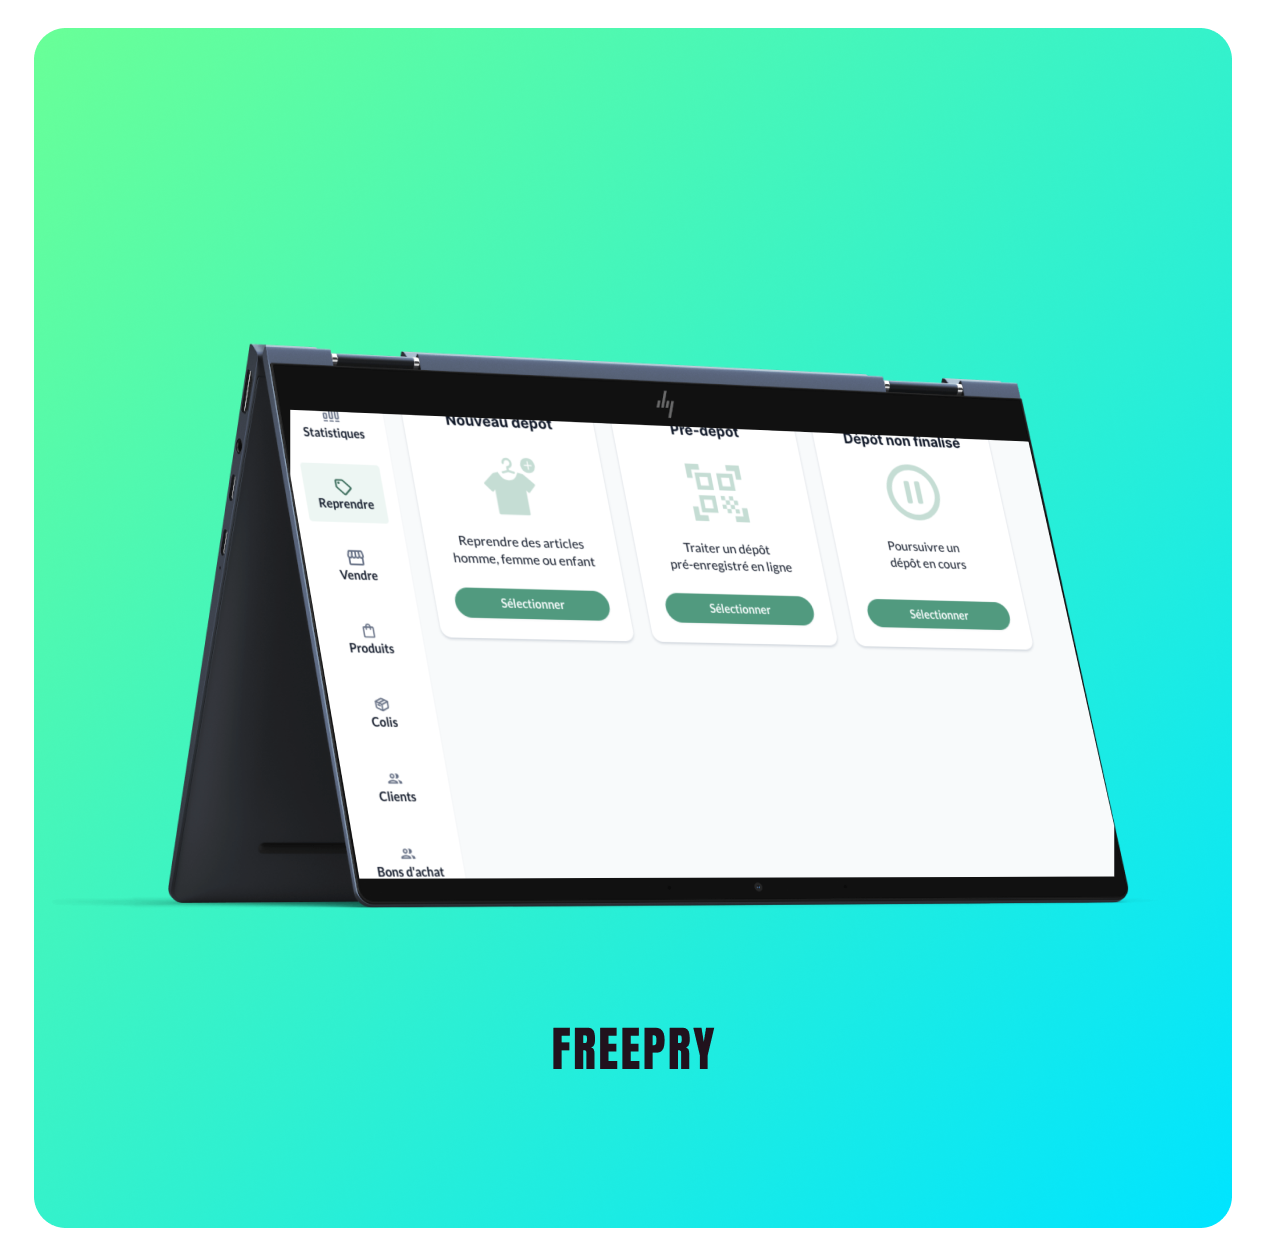 Statistiques
Reprendre
Vendre
Produits
Colis
Clients
Bons d'achat
Nouveau dépôt
Reprendre des articles
homme, femme ou enfant
Sélectionner
Pré-dépôt
Traiter un dépôt
pré-enregistré en ligne
Sélectionner
Dépôt non finalisé
Poursuivre un
dépôt en cours
Sélectionner
hp
FREEPRY